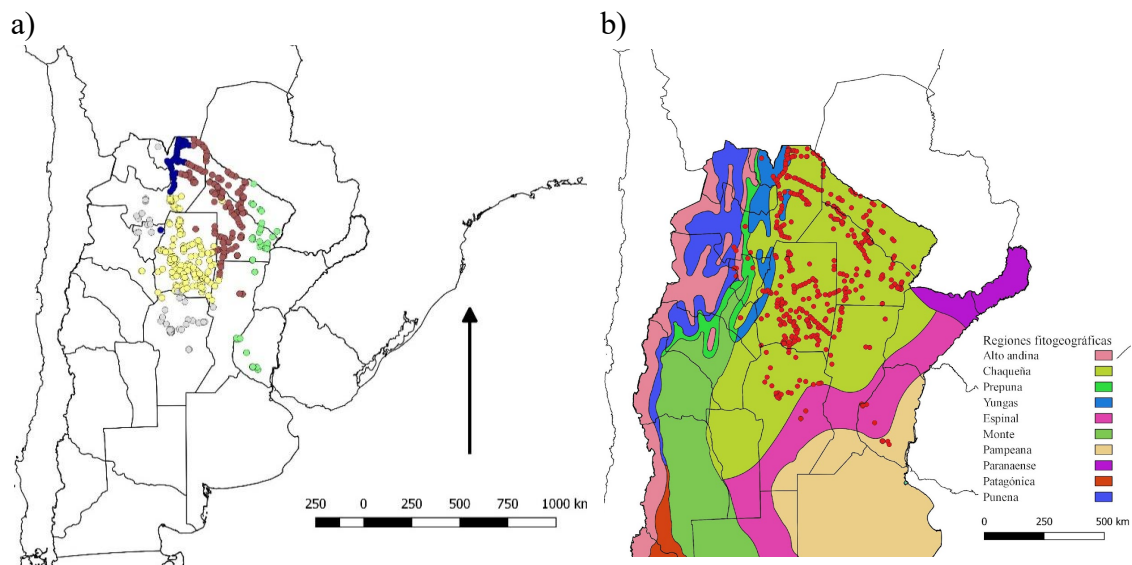 a)
b)
250 0 250 500 750 1000 km
Regiones fitogeográficas
Alto andina
Chaqueña
Prepuna
Yungas
Espinal
Monte
Pampeana
Paranaense
Patagónica
Punena
0 250 500 km